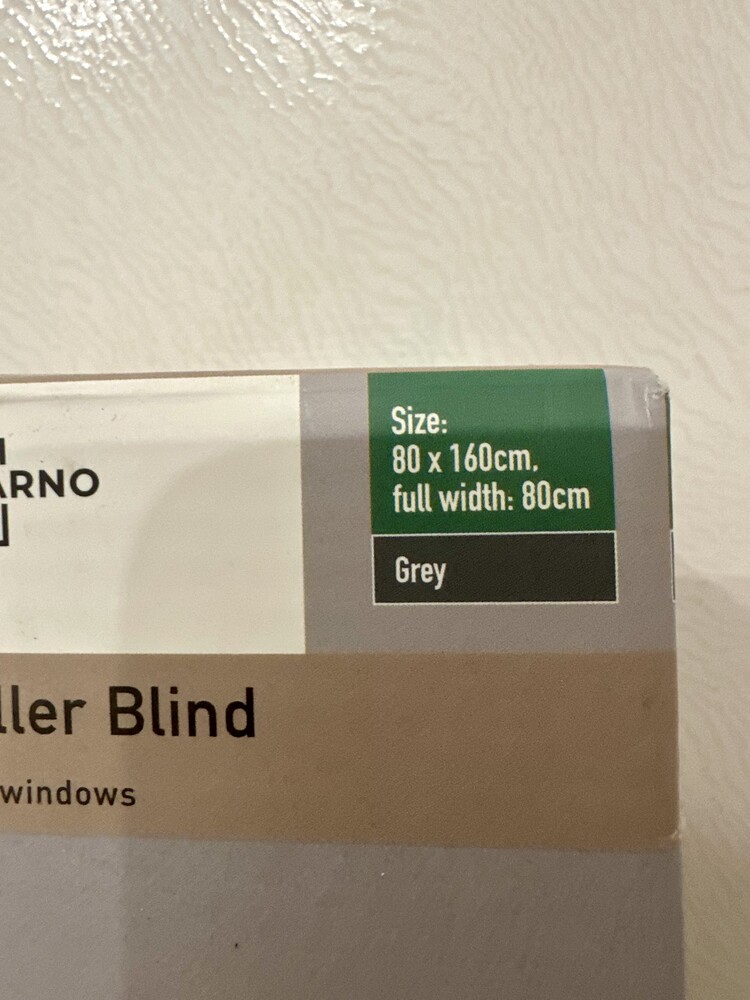 ARNO
Size:
80 x 160cm.
full width: 80cm
Grey
ller Blind
windows